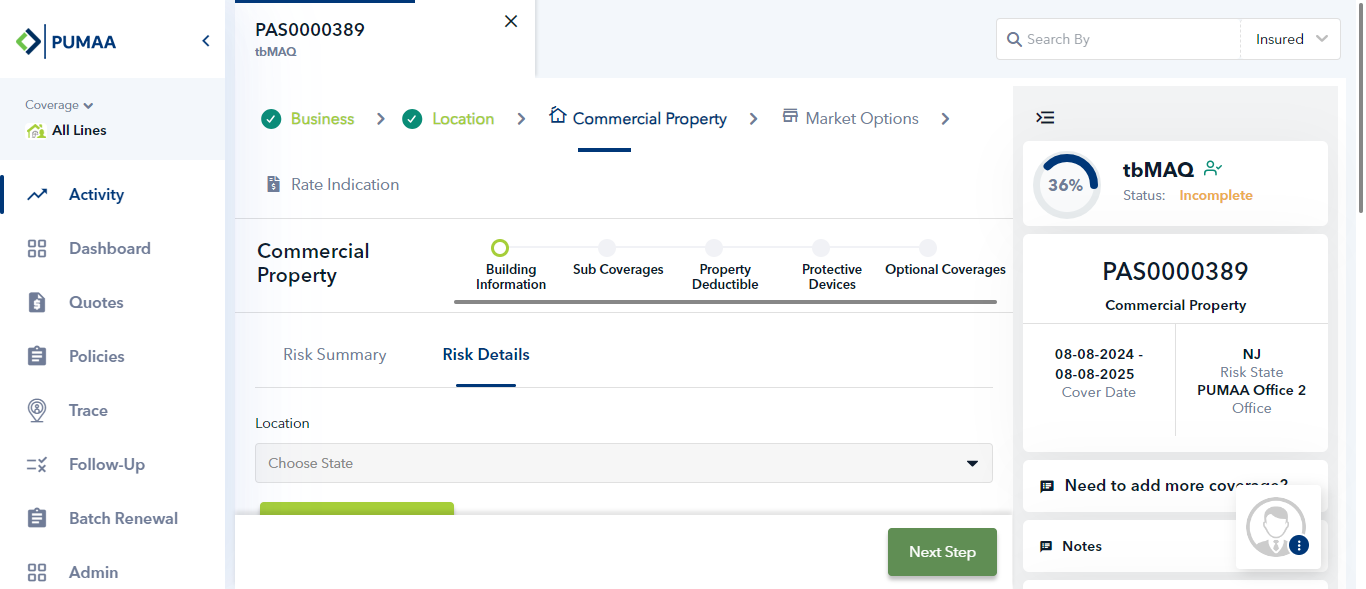 PUMAA
Coverage
All Lines
Activity
Dashboard
Quotes
Policies
Trace
Follow-Up
Batch Renewal
Admin
PAS0000389
tbMAQ
Search By
Insured
Business
Location
Commercial Property
Market Options
Rate Indication
Commercial
Property
Building
Information
Sub Coverages
Property
Deductible
Protective
Devices
Optional Coverages
Risk Summary
Risk Details
Location
Choose State
Next Step
36%
tbMAQ
Status: Incomplete
PAS0000389
Commercial Property
08-08-2024 -
08-08-2025
Cover Date
NJ
Risk State
PUMAA Office 2
Office
Need to add more coverage?
Notes